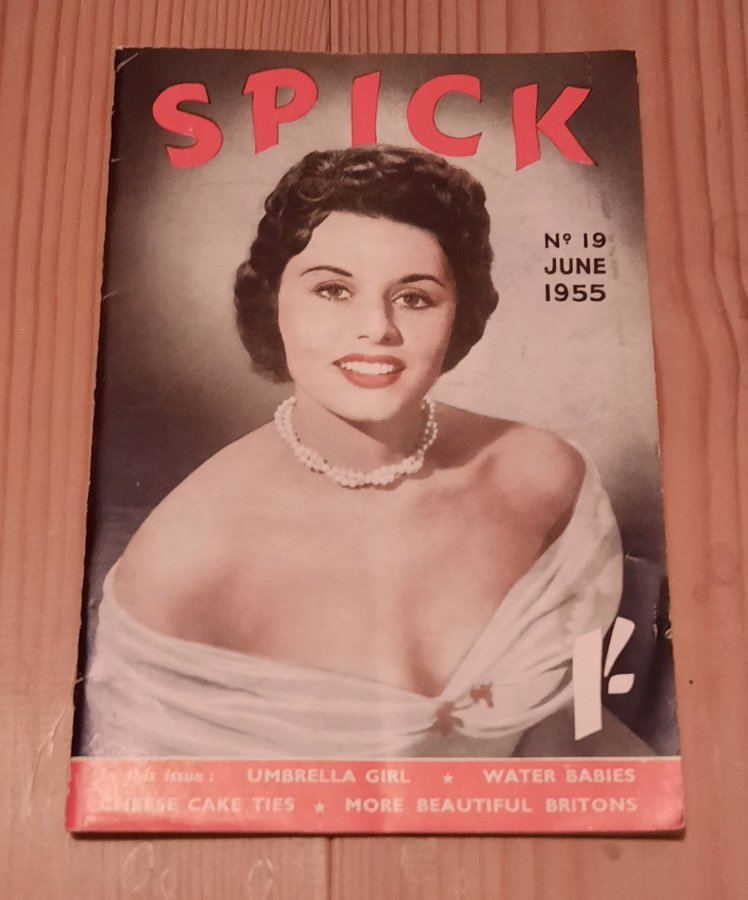 SPICK
Nº 19
JUNE
1955
1/-
In this issue : UMBRELLA GIRL ★ WATER BABIES
CHEESE CAKE TIES ★ MORE BEAUTIFUL BRITONS